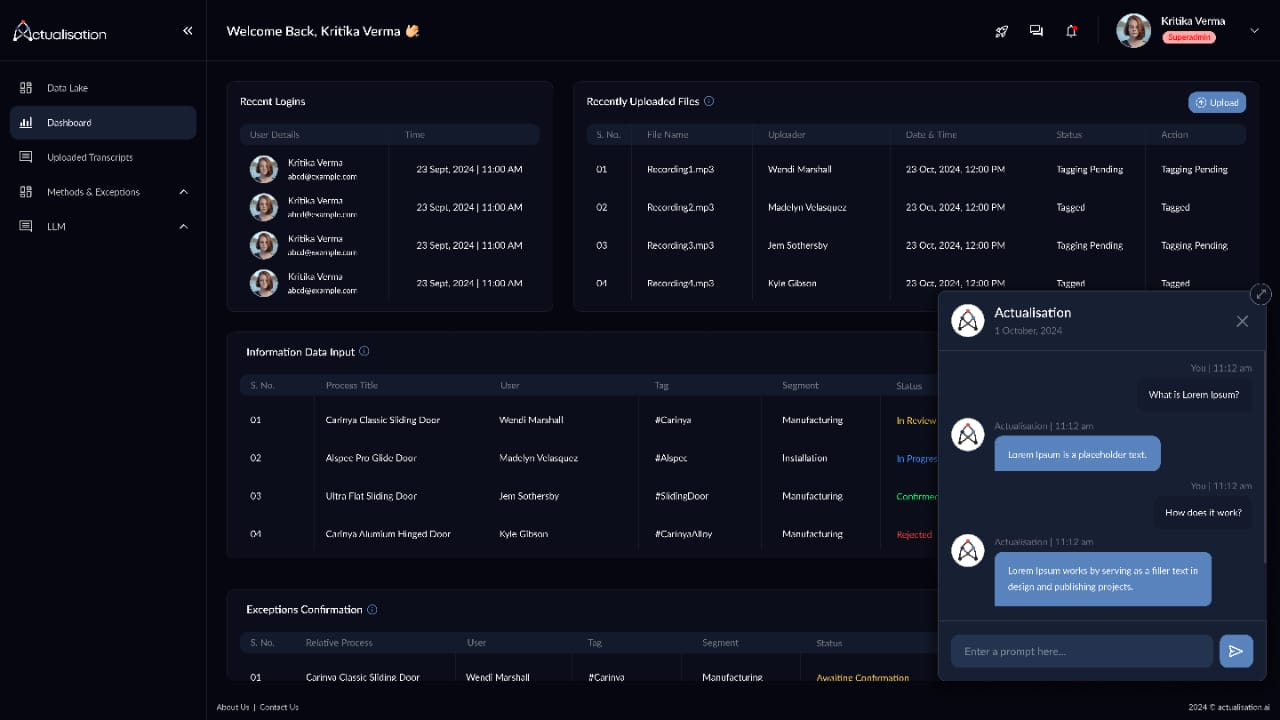 Actualisation
Welcome Back, Kritika Verma 👋
Kritika Verma
Superadmin
Data Lake
Dashboard
Uploaded Transcripts
Methods & Exceptions
LLM
Recent Logins
User Details Time
Kritika Verma
abcd@example.com
23 Sept, 2024 | 11:00 AM
Kritika Verma
abcd@example.com
23 Sept, 2024 | 11:00 AM
Kritika Verma
abcd@example.com
23 Sept, 2024 | 11:00 AM
Kritika Verma
abcd@example.com
23 Sept, 2024 | 11:00 AM
Recently Uploaded Files
Upload
S. No. File Name Uploader Date & Time Status Action
01 Recording1.mp3 Wendi Marshall 23 Oct, 2024, 12:00 PM Tagging Pending Tagging Pending
02 Recording2.mp3 Madelyn Velasquez 23 Oct, 2024, 12:00 PM Tagged Tagged
03 Recording3.mp3 Jem Sothersby 23 Oct, 2024, 12:00 PM Tagging Pending Tagging Pending
04 Recording4.mp3 Kyle Gibson 23 Oct, 2024, 12:00 PM Tagged Tagged
Information Data Input
S. No. Process Title User Tag Segment Status
01 Carinya Classic Sliding Door Wendi Marshall #Carinya Manufacturing In Review
02 Alspec Pro Glide Door Madelyn Velasquez #Alspec Installation In Progres
03 Ultra Flat Sliding Door Jem Sothersby #SlidingDoor Manufacturing Confirmed
04 Carinya Alumium Hinged Door Kyle Gibson #CarinyaAlloy Manufacturing Rejected
Exceptions Confirmation
S. No. Relative Process User Tag Segment Status
01 Carinya Classic Sliding Door Wendi Marshall #Carinya Manufacturing Awaiting Confirmation
Actualisation
1 October, 2024
You | 11:12 am
What is Lorem Ipsum?
Actualisation | 11:12 am
Lorem Ipsum is a placeholder text.
You | 11:12 am
How does it work?
Actualisation | 11:12 am
Lorem Ipsum works by serving as a filler text in
design and publishing projects.
Enter a prompt here...
About Us | Contact Us
2024 © actualisation.ai